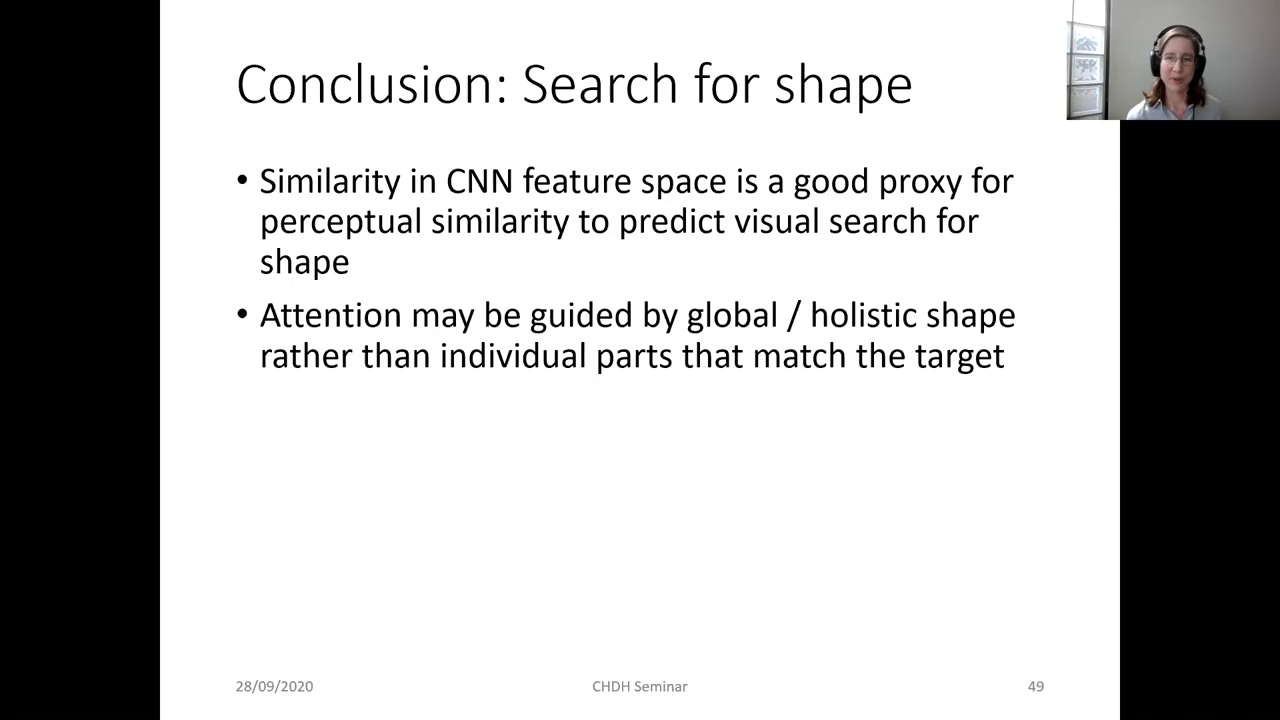 Conclusion: Search for shape
• Similarity in CNN feature space is a good proxy for
perceptual similarity to predict visual search for
shape
• Attention may be guided by global / holistic shape
rather than individual parts that match the target
28/09/2020
CHDH Seminar
49